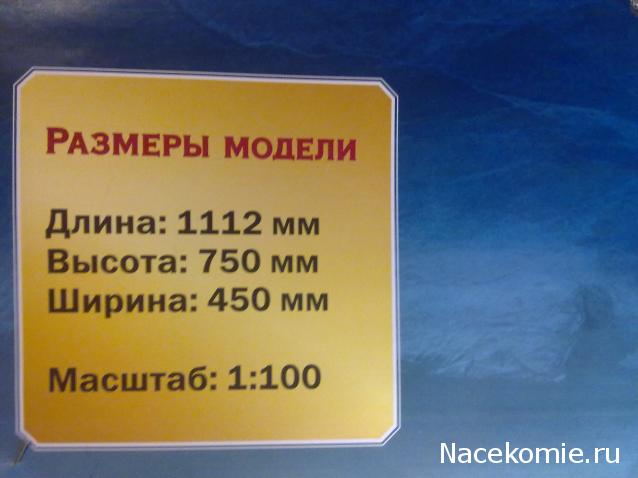 Размеры модели
Длина: 1112 мм
Высота: 750 мм
Ширина: 450 мм
Масштаб: 1:100
Nacekomie.ru